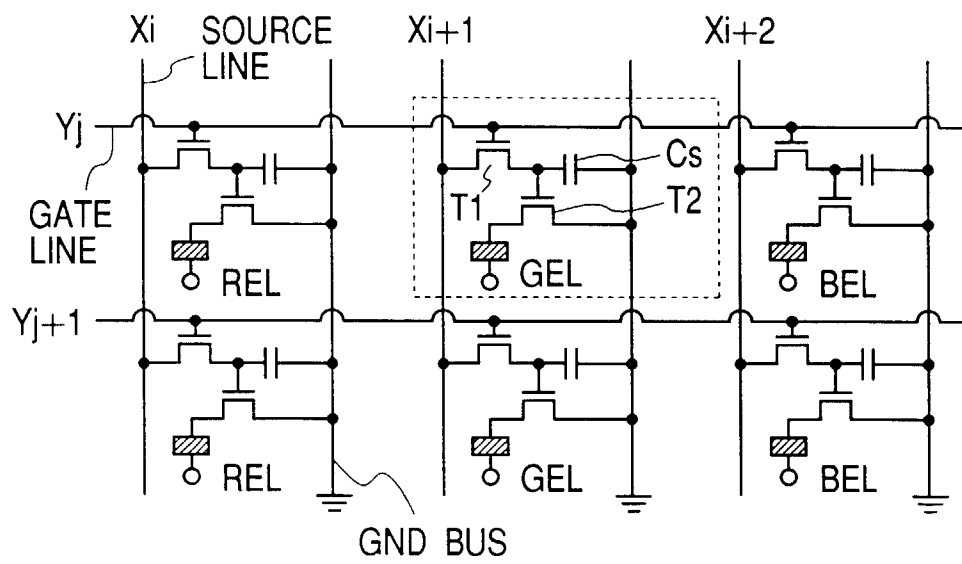 Xi
SOURCE
LINE
Xi+1
Xi+2
Yj
Cs
T1
T2
GATE
LINE
REL
GEL
BEL
Yj+1
REL
GEL
BEL
GND BUS